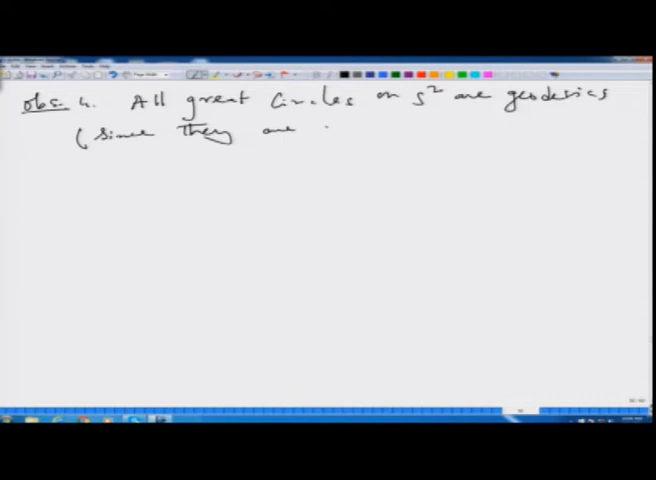 Obs. 4. All great circles on S² are geodesics
(since they are